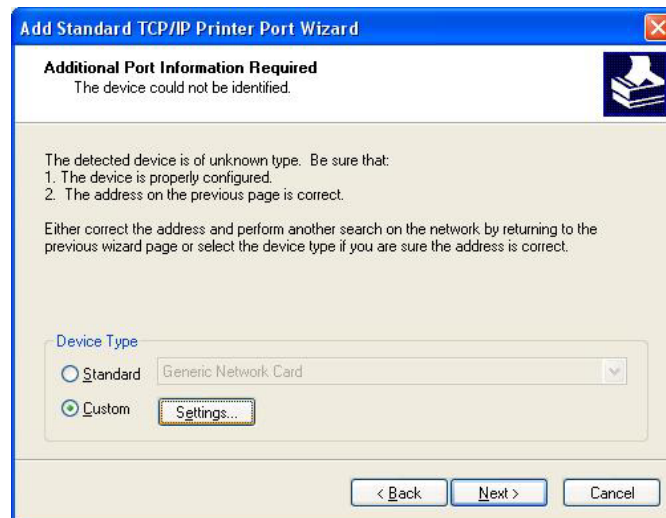 Add Standard TCP/IP Printer Port Wizard
Additional Port Information Required
The device could not be identified.
The detected device is of unknown type.  Be sure that:
1. The device is properly configured.
2.  The address on the previous page is correct.
Either correct the address and perform another search on the network by returning to the
previous wizard page or select the device type if you are sure the address is correct.
Device Type
Standard
Generic Network Card
Custom
Settings...
< Back
Next >
Cancel